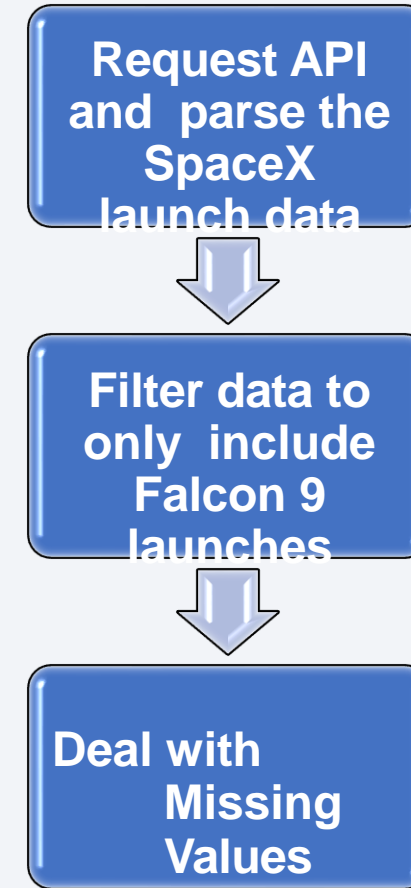 Request API
and parse the
SpaceX
launch data
Filter data to
only include
Falcon 9
launches
Deal with
Missing
Values